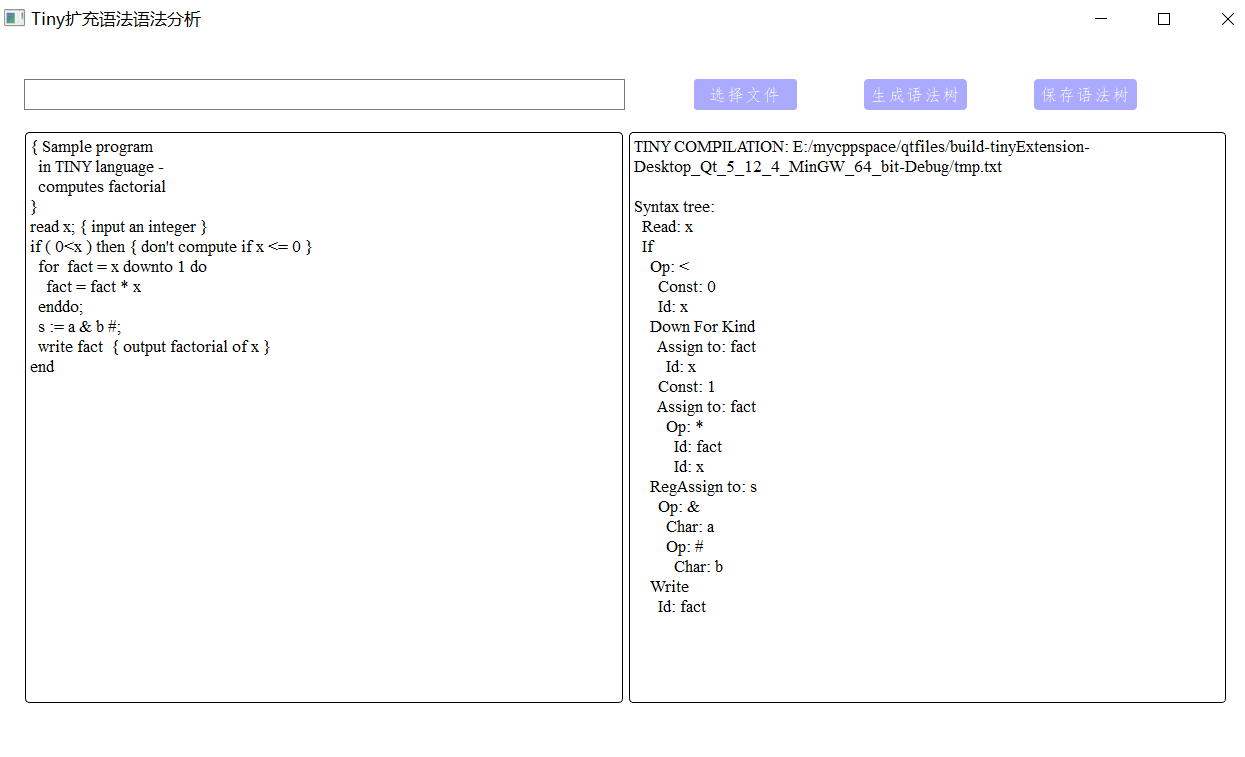 Tiny扩充语法语法分析
选择文件 生成语法树 保存语法树
{ Sample program
in TINY language -
computes factorial
}
read x; { input an integer }
if ( 0<x ) then { don't compute if x <= 0 }
for  fact = x downto 1 do
fact = fact * x
enddo;
s := a & b #;
write fact  { output factorial of x }
end
TINY COMPILATION: E:/mycppspace/qtfiles/build-tinyExtension-
Desktop_Qt_5_12_4_MinGW_64_bit-Debug/tmp.txt
Syntax tree:
Read: x
If
Op: <
Const: 0
Id: x
Down For Kind
Assign to: fact
Id: x
Const: 1
Assign to: fact
Op: *
Id: fact
Id: x
RegAssign to: s
Op: &
Char: a
Op: #
Char: b
Write
Id: fact